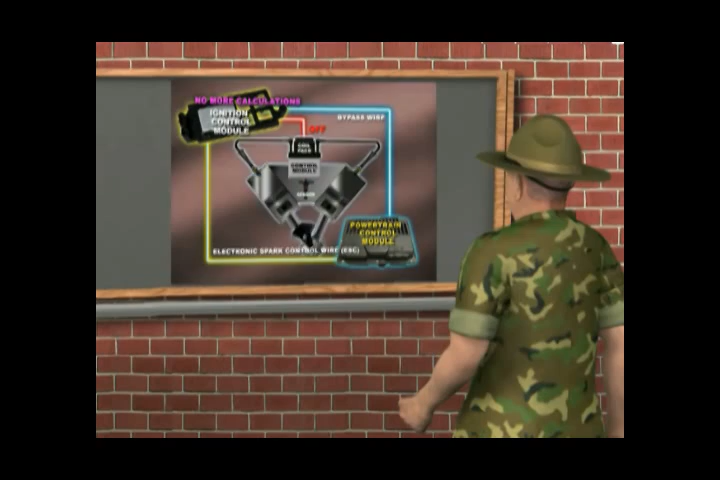 NO MORE CALCULATIONS
IGNITION
CONTROL
MODULE
BYPASS WIRE
OFF
CONTROL
MODULE
POWERTRAIN
CONTROL
MODULE
ELECTRONIC SPARK CONTROL WIRE (ESC)